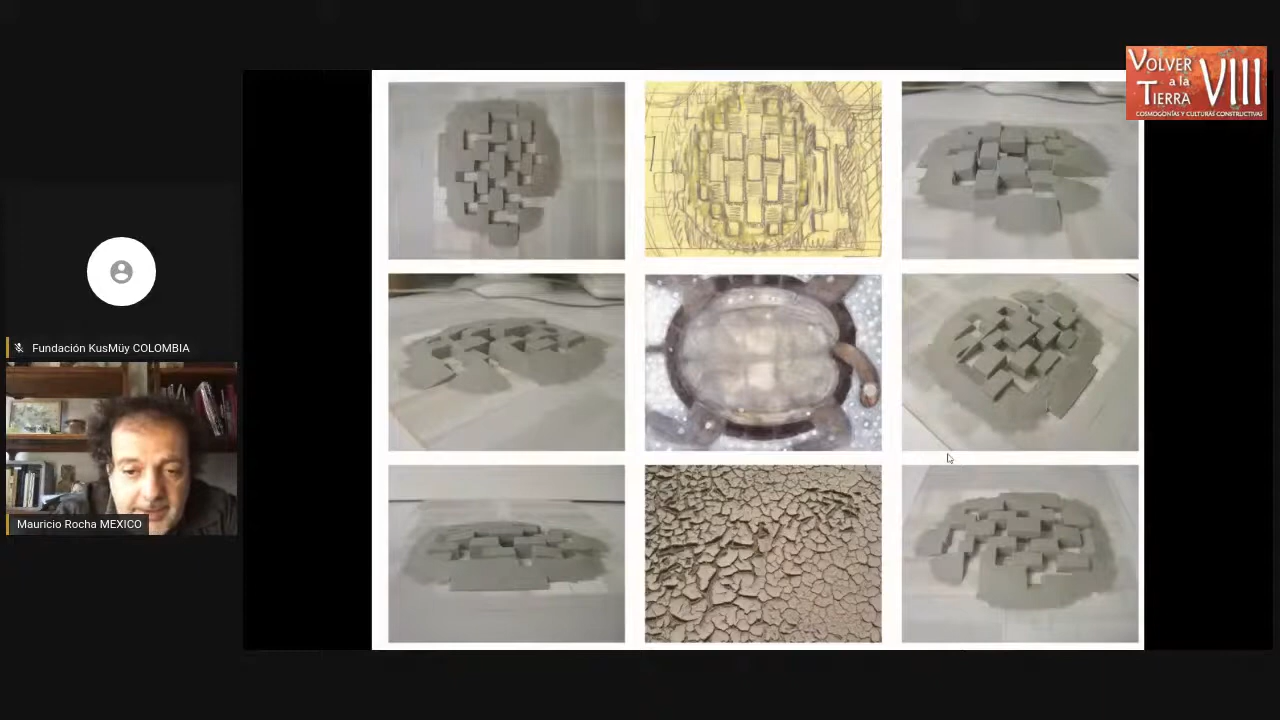 VOLVER
a la
TIERRA
VIII
COSMOGONÍAS Y CULTURAS CONSTRUCTIVAS
Fundación KusMüy COLOMBIA
Mauricio Rocha MEXICO